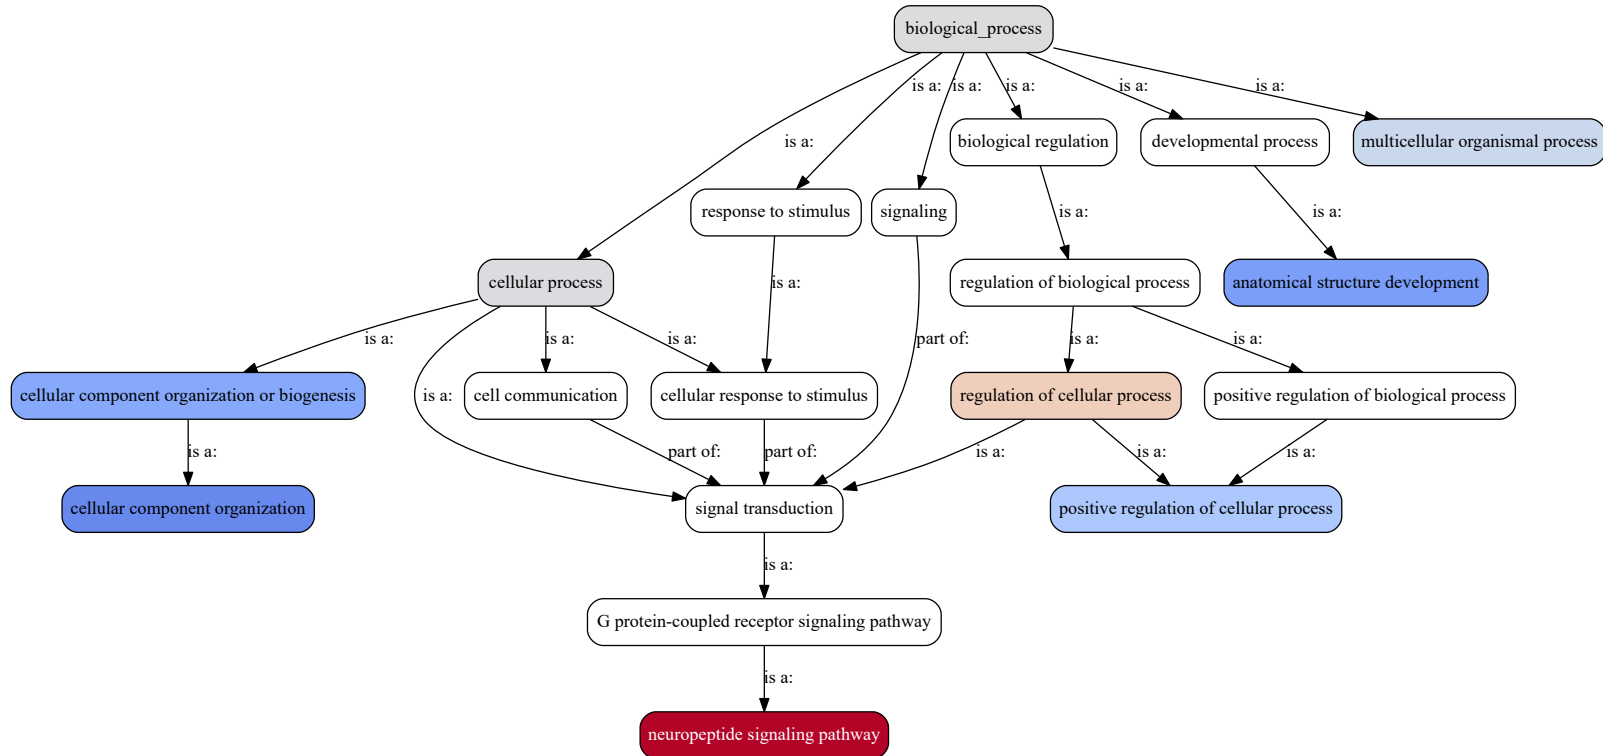 biological_process
is a:
is a:
is a:
is a:
is a:
is a:
biological regulation
developmental process
multicellular organismal process
response to stimulus
signaling
is a:
is a:
cellular process
is a:
regulation of biological process
anatomical structure development
is a:
is a:
is a:
part of:
is a:
is a:
cellular component organization or biogenesis
is a:
cell communication
cellular response to stimulus
regulation of cellular process
positive regulation of biological process
is a:
part of:
part of:
is a:
is a:
is a:
cellular component organization
signal transduction
positive regulation of cellular process
is a:
G protein-coupled receptor signaling pathway
is a:
neuropeptide signaling pathway